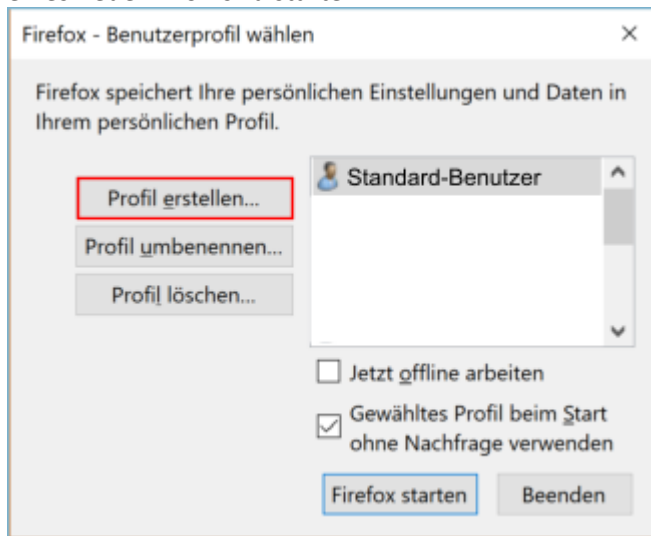 Firefox - Benutzerprofil wählen
Firefox speichert Ihre persönlichen Einstellungen und Daten in
Ihrem persönlichen Profil.
Standard-Benutzer
Profil erstellen...
Profil umbenennen...
Profil löschen...
Jetzt offline arbeiten
Gewähltes Profil beim Start
ohne Nachfrage verwenden
Firefox starten
Beenden